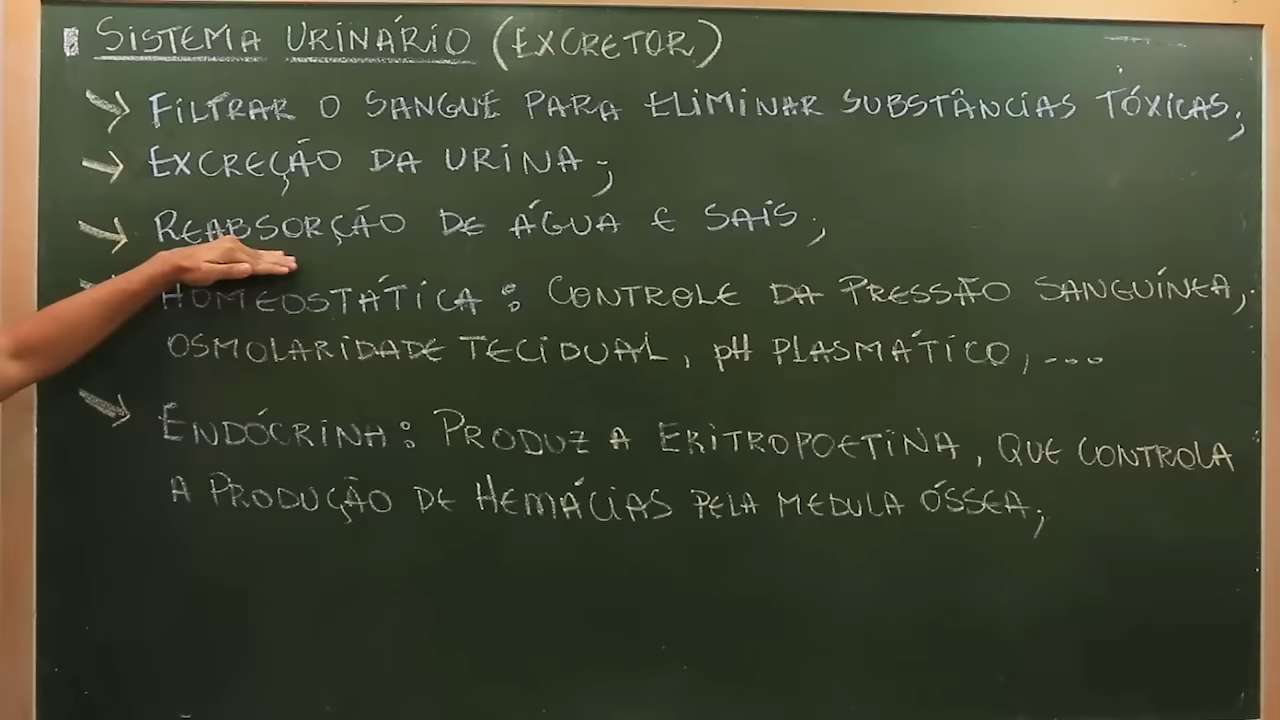 SISTEMA URINÁRIO (EXCRETOR)
→ FILTRAR O SANGUE PARA ELIMINAR SUBSTÂNCIAS TÓXICAS;
→ EXCREÇÃO DA URINA;
→ REABSORÇÃO DE ÁGUA E SAIS;
HOMEOSTÁTICA: CONTROLE DA PRESSÃO SANGUÍNEA,
OSMOLARIDADE TECIDUAL, pH PLASMÁTICO, ...
→ ENDÓCRINA: PRODUZ A ERITROPOETINA, QUE CONTROLA
A PRODUÇÃO DE HEMÁCIAS PELA MEDULA ÓSSEA;